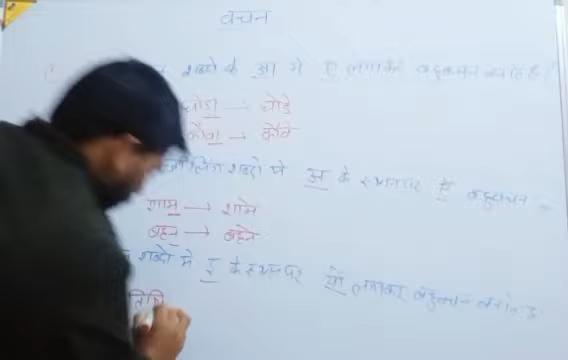 वचन
शब्दो के आ मे ए लगाकर बहुवचन बनाते है।
घोडा → घोडे
कौवा → कौवे
शब्दो मे अ के स्थान पर ऐ बहुवचन
शाम → शामे
बहन → बहने
शब्दो मे इ के स्थान पर याँ लगाकर बहुवचन
तिथि